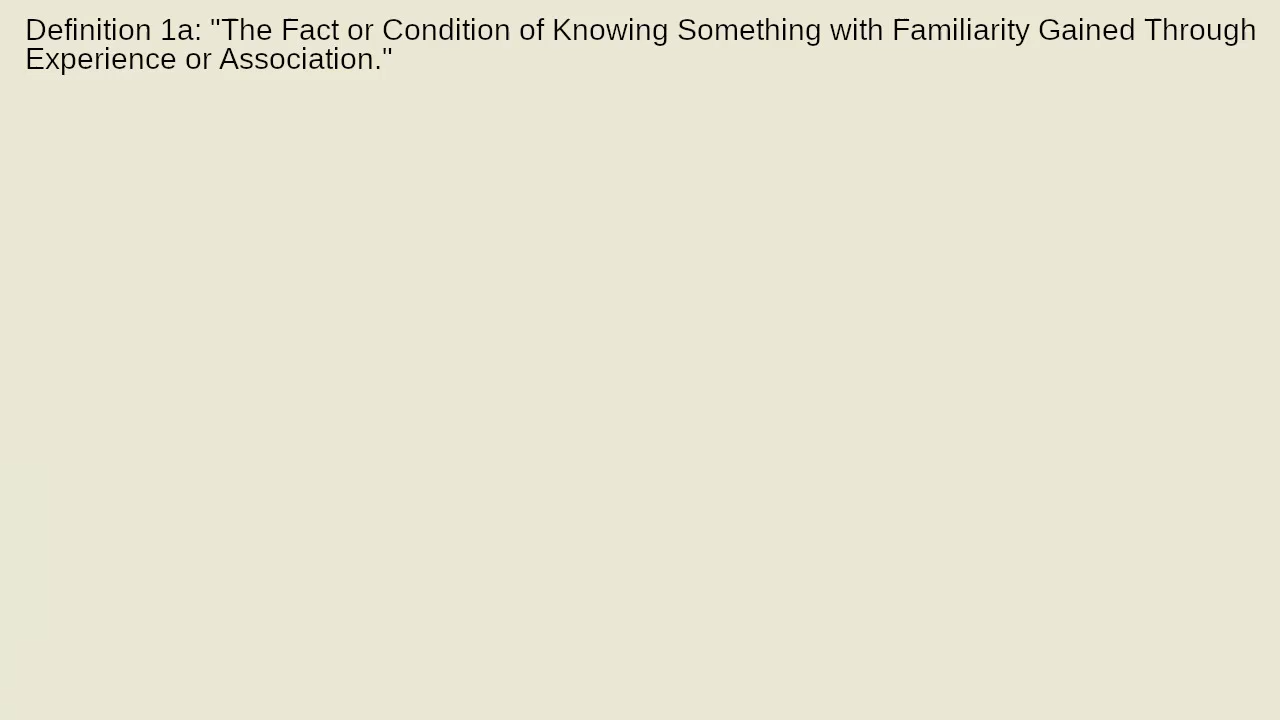 Definition 1a: "The Fact or Condition of Knowing Something with Familiarity Gained Through
Experience or Association."